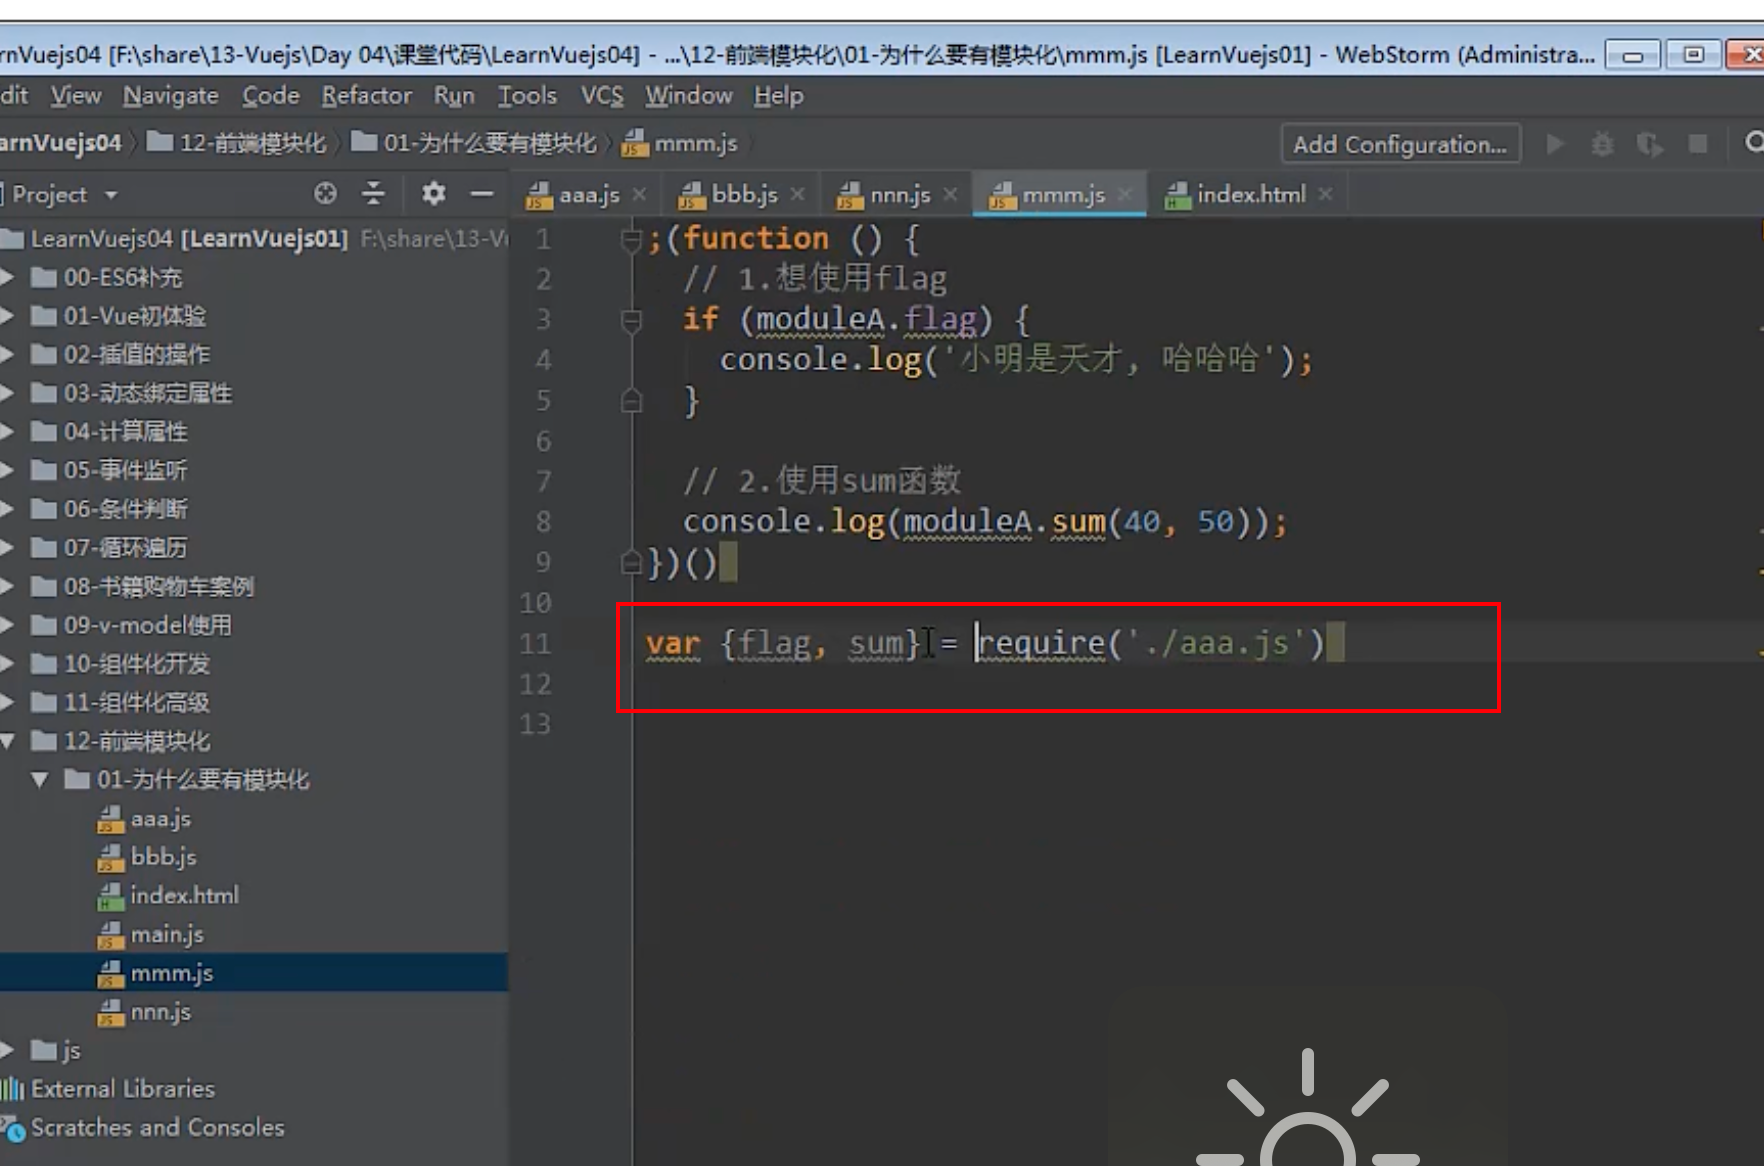 rnVuejs04 [F:\share\13-Vuejs\Day 04\课堂代码\LearnVuejs04] - ...\12-前端模块化\01-为什么要有模块化\mmm.js [LearnVuejs01] - WebStorm (Administra...
dit View Navigate Code Refactor Run Tools VCS Window Help
arnVuejs04 12-前端模块化 01-为什么要有模块化 mmm.js Add Configuration...
Project aaa.js bbb.js nnn.js mmm.js index.html
LearnVuejs04 [LearnVuejs01] F:\share\13-V
00-ES6补充
01-Vue初体验
02-插值的操作
03-动态绑定属性
04-计算属性
05-事件监听
06-条件判断
07-循环遍历
08-书籍购物车案例
09-v-model使用
10-组件化开发
11-组件化高级
12-前端模块化
01-为什么要有模块化
aaa.js
bbb.js
index.html
main.js
mmm.js
nnn.js
js
External Libraries
Scratches and Consoles
1 ;(function () {
2 // 1.想使用flag
3 if (moduleA.flag) {
4 console.log('小明是天才, 哈哈哈');
5 }
6
7 // 2.使用sum函数
8 console.log(moduleA.sum(40, 50));
9 })()
10
11 var {flag, sum} = require('./aaa.js')
12
13